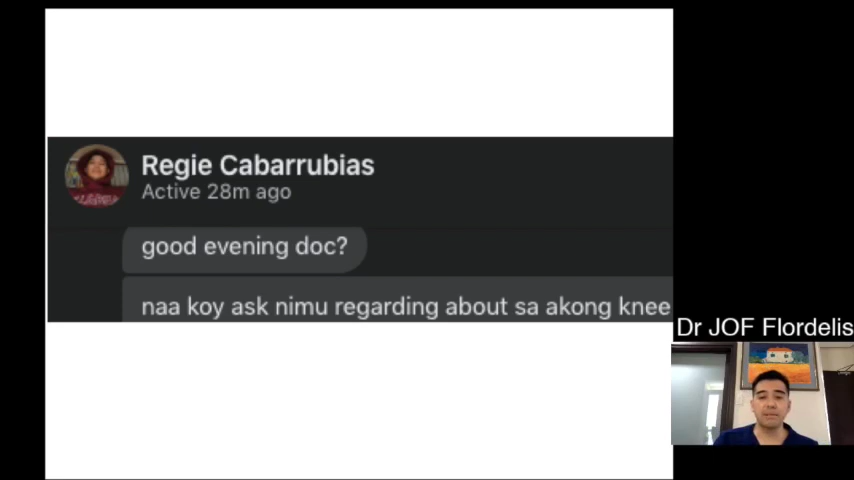 Regie Cabarrubias
Active 28m ago
good evening doc?
naa koy ask nimu regarding about sa akong knee
Dr JOF Flordelis